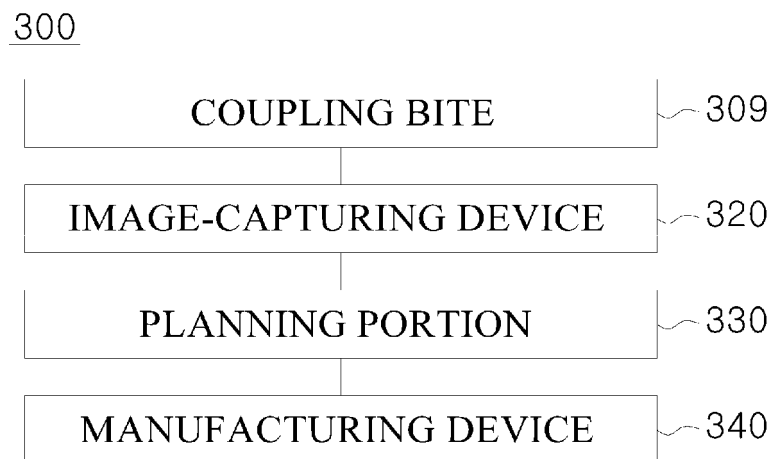 300
COUPLING BITE
309
IMAGE-CAPTURING DEVICE
320
PLANNING PORTION
330
MANUFACTURING DEVICE
340